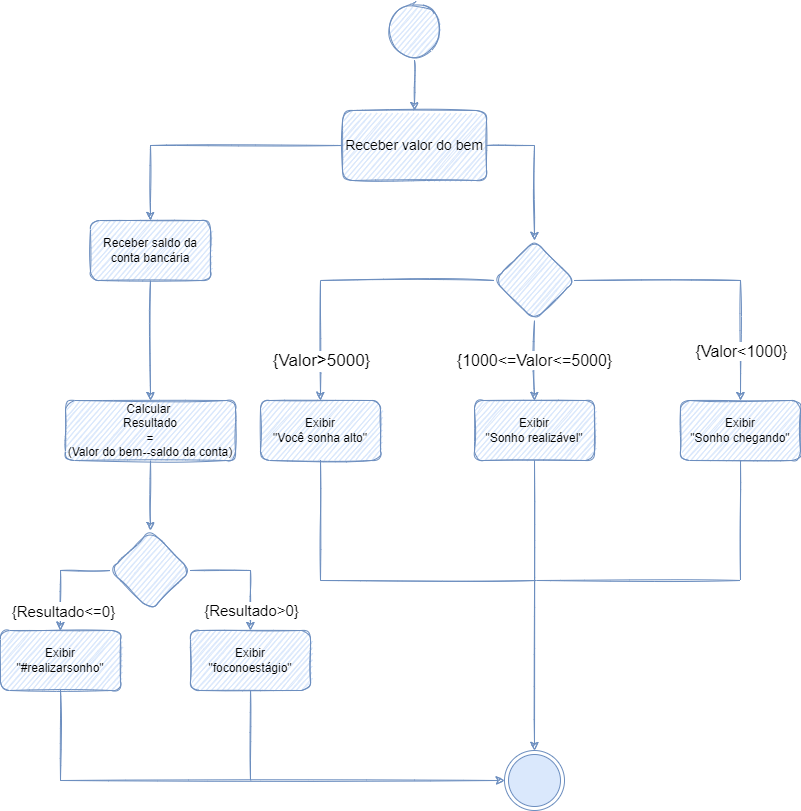 Receber valor do bem
Receber saldo da
conta bancária
{Valor>5000}
{1000<=Valor<=5000}
{Valor<1000}
Calcular
Resultado
=
(Valor do bem--saldo da conta)
Exibir
"Você sonha alto"
Exibir
"Sonho realizável"
Exibir
"Sonho chegando"
{Resultado<=0}
{Resultado>0}
Exibir
"#realizarsonho"
Exibir
"foconoestágio"